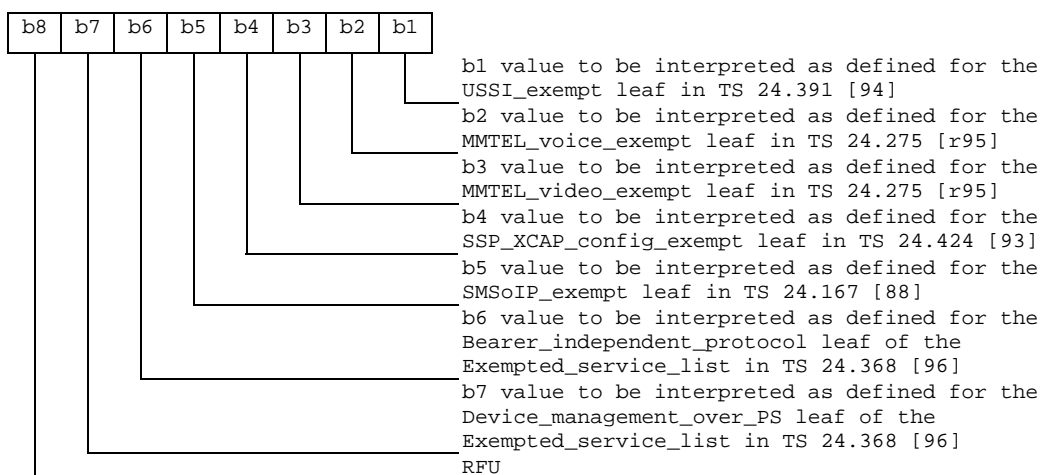 b8 b7 b6 b5 b4 b3 b2 b1
b1 value to be interpreted as defined for the
USSI_exempt leaf in TS 24.391 [94]
b2 value to be interpreted as defined for the
MMTEL_voice_exempt leaf in TS 24.275 [r95]
b3 value to be interpreted as defined for the
MMTEL_video_exempt leaf in TS 24.275 [r95]
b4 value to be interpreted as defined for the
SSP_XCAP_config_exempt leaf in TS 24.424 [93]
b5 value to be interpreted as defined for the
SMSoIP_exempt leaf in TS 24.167 [88]
b6 value to be interpreted as defined for the
Bearer_independent_protocol leaf of the
Exempted_service_list in TS 24.368 [96]
b7 value to be interpreted as defined for the
Device_management_over_PS leaf of the
Exempted_service_list in TS 24.368 [96]
RFU